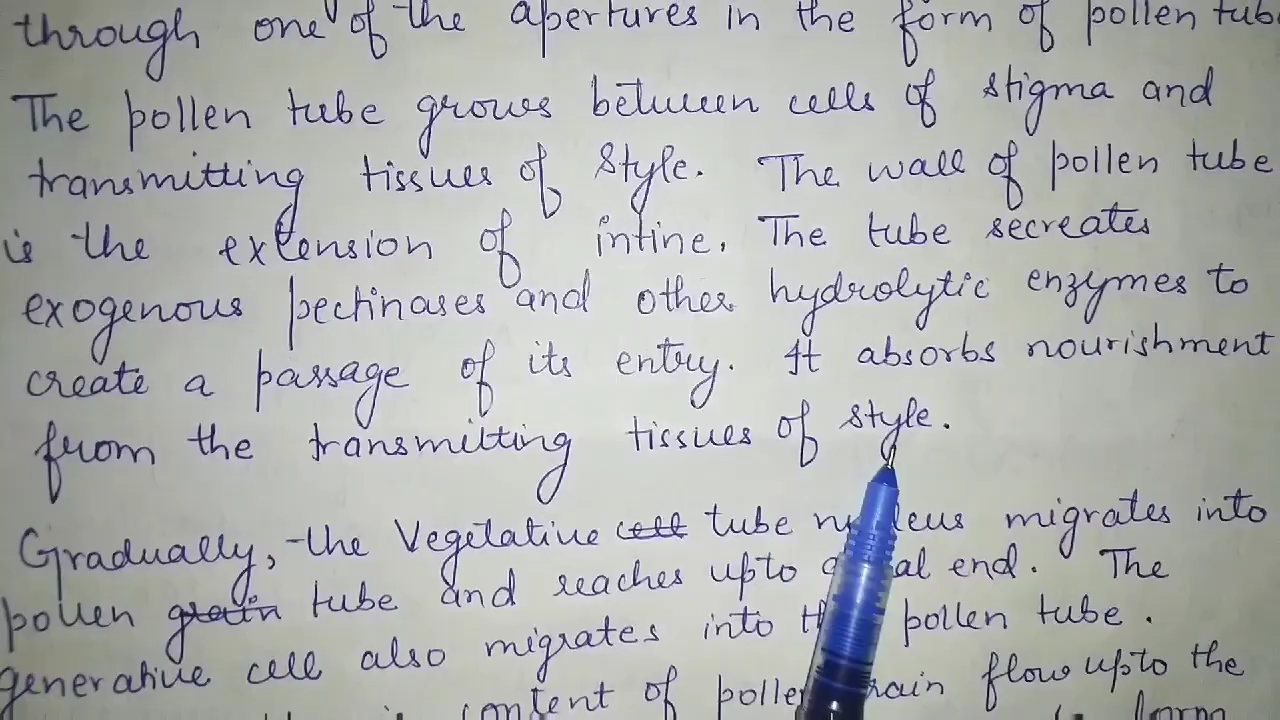 through one of the apertures in the form of pollen tub
The pollen tube grows between cells of stigma and
transmitting tissues of Style. The wall of pollen tube
is the extension of intine. The tube secreates
exogenous pectinases and other hydrolytic enzymes to
create a passage of its entry. It absorbs nourishment
from the transmitting tissues of style.
Gradually, the Vegetative cell tube nucleus migrates into
pollen grain tube and reaches upto end. The
generative cell also migrates into the pollen tube.
content of pollen grain flow upto the